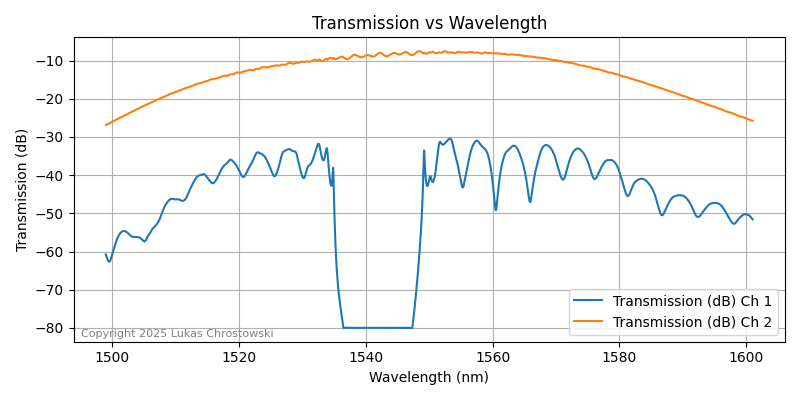 Transmission vs Wavelength
Transmission (dB)
−10
−20
−30
−40
−50
−60
−70
−80
Transmission (dB) Ch 1
Transmission (dB) Ch 2
Copyright 2025 Lukas Chrostowski
1500 1520 1540 1560 1580 1600
Wavelength (nm)